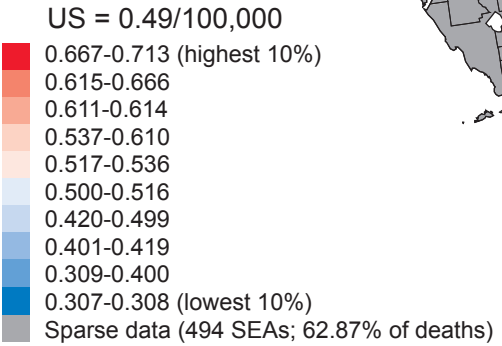 US = 0.49/100,000
0.667-0.713 (highest 10%)
0.615-0.666
0.611-0.614
0.537-0.610
0.517-0.536
0.500-0.516
0.420-0.499
0.401-0.419
0.309-0.400
0.307-0.308 (lowest 10%)
Sparse data (494 SEAs; 62.87% of deaths)